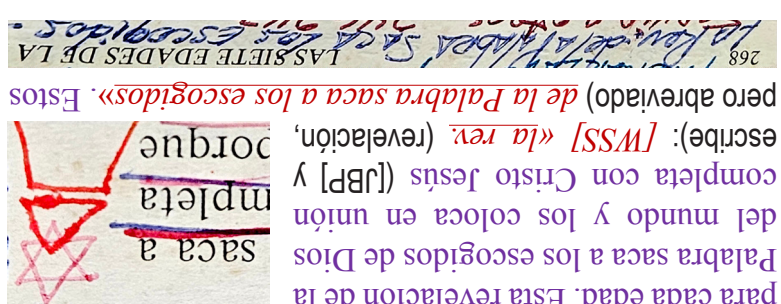 para cada edad. Esta revelación de la
Palabra saca a los escogidos de Dios
del mundo y los coloca en unión
completa con Cristo Jesús ([JBP] y
escribe): [WSS] «la rev. (revelación,
pero abreviado) de la Palabra saca a los escogidos». Estos
saca a
mpleta
porque
268 LAS SIETE EDADES DE LA
La Rev. de la Palabra Saca los escogidos -